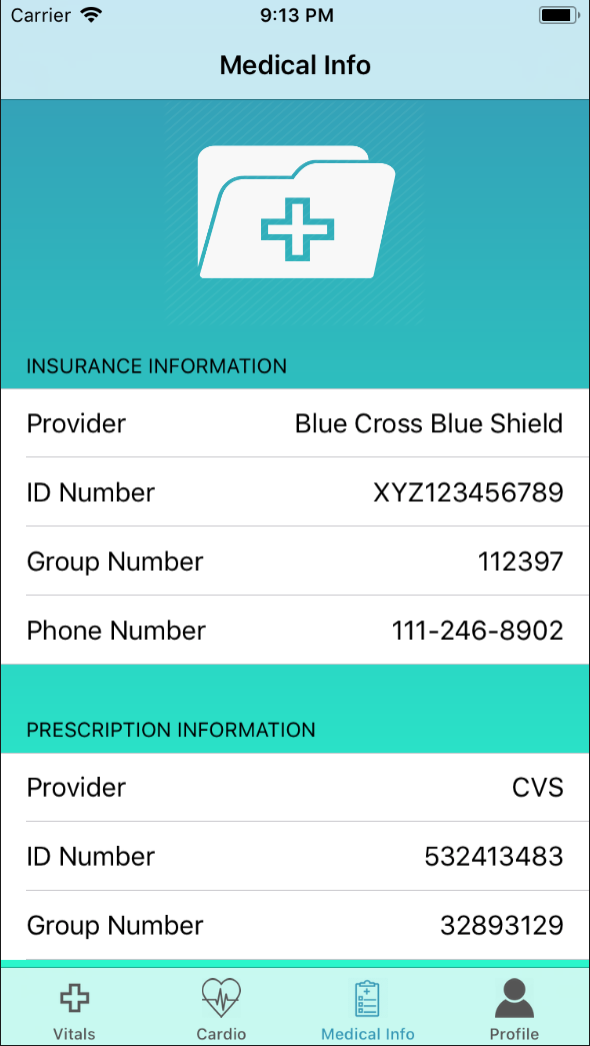 Carrier 9:13 PM
Medical Info
INSURANCE INFORMATION
Provider Blue Cross Blue Shield
ID Number XYZ123456789
Group Number 112397
Phone Number 111-246-8902
PRESCRIPTION INFORMATION
Provider CVS
ID Number 532413483
Group Number 32893129
Vitals Cardio Medical Info Profile